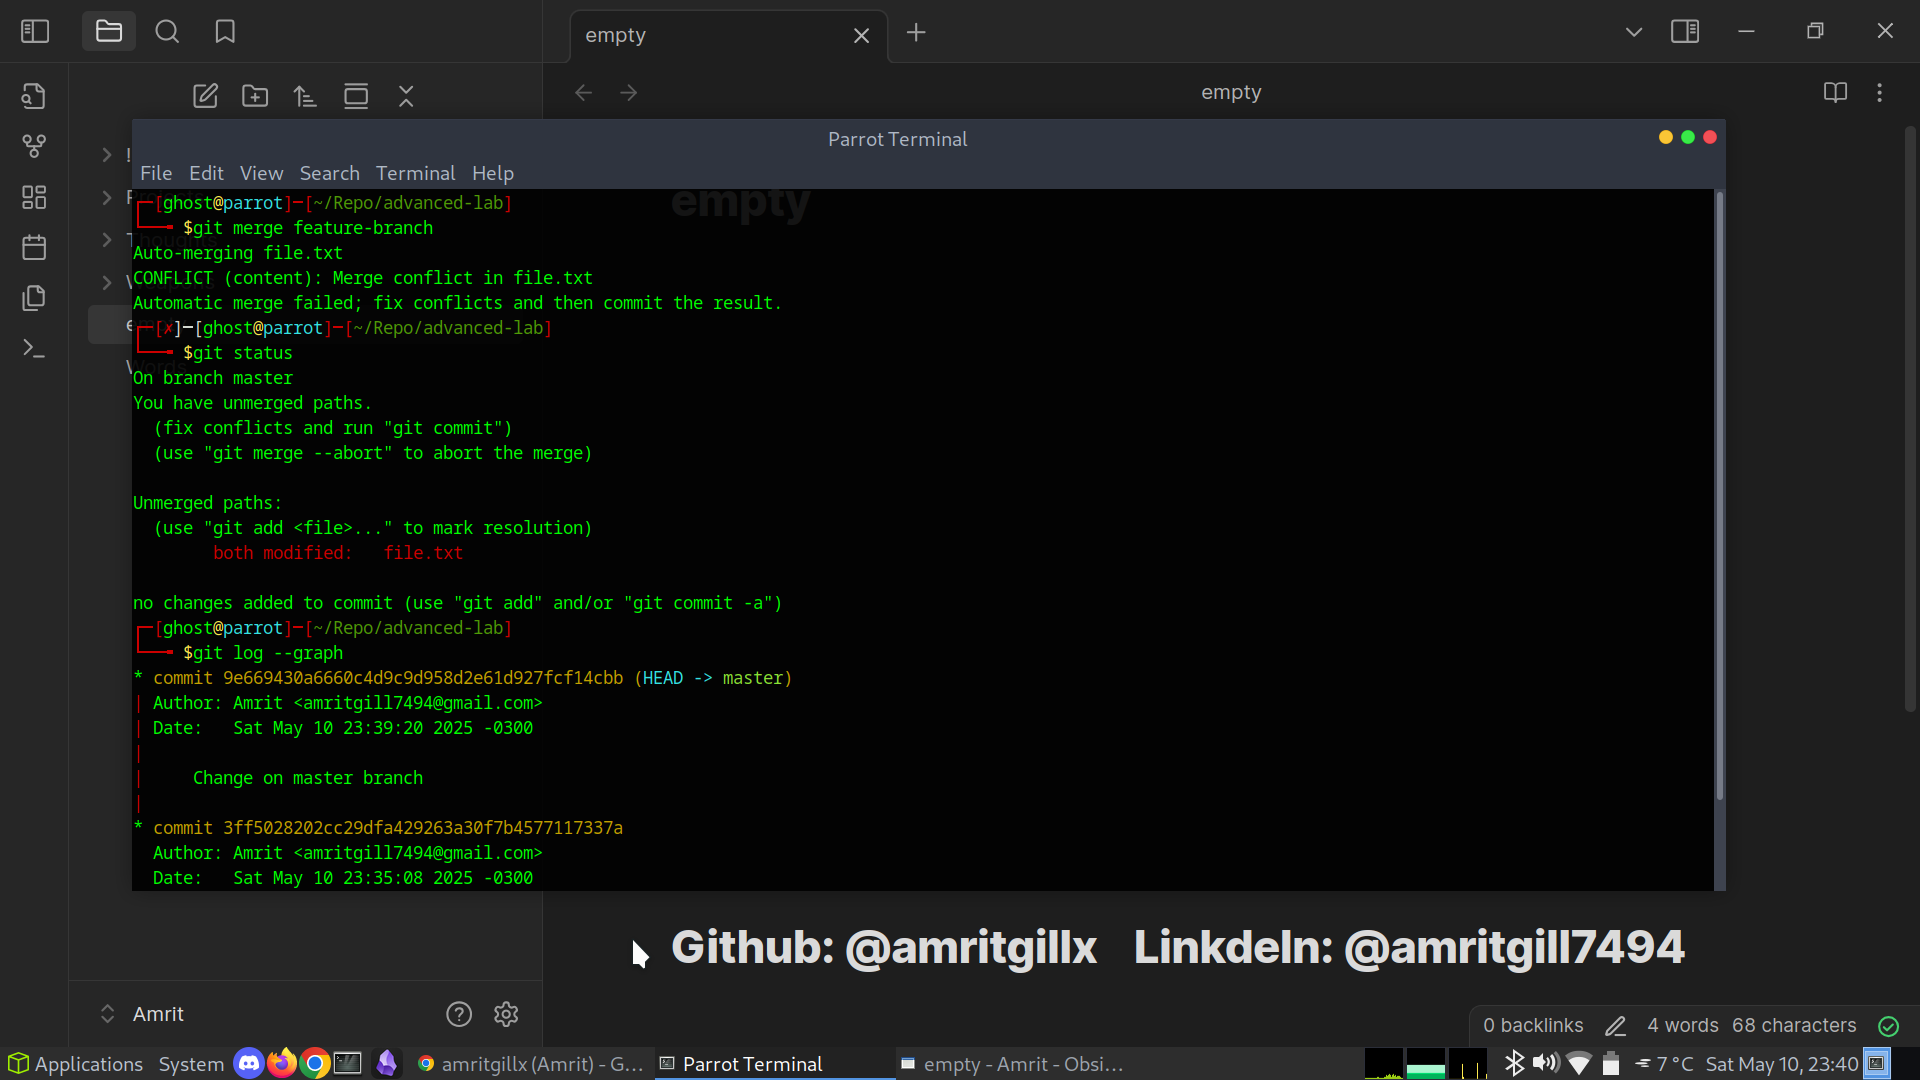 empty
empty
Parrot Terminal
File Edit View Search Terminal Help
empty
[ghost@parrot]─[~/Repo/advanced-lab]
$git merge feature-branch
Auto-merging file.txt
CONFLICT (content): Merge conflict in file.txt
Automatic merge failed; fix conflicts and then commit the result.
[✗]─[ghost@parrot]─[~/Repo/advanced-lab]
$git status
On branch master
You have unmerged paths.
(fix conflicts and run "git commit")
(use "git merge --abort" to abort the merge)
Unmerged paths:
(use "git add <file>..." to mark resolution)
both modified:   file.txt
no changes added to commit (use "git add" and/or "git commit -a")
[ghost@parrot]─[~/Repo/advanced-lab]
$git log --graph
* commit 9e669430a6660c4d9c9d958d2e61d927fcf14cbb (HEAD -> master)
| Author: Amrit <amritgill7494@gmail.com>
| Date:   Sat May 10 23:39:20 2025 -0300
|
|     Change on master branch
|
* commit 3ff5028202cc29dfa429263a30f7b4577117337a
Author: Amrit <amritgill7494@gmail.com>
Date:   Sat May 10 23:35:08 2025 -0300
Words
Github: @amritgillx   LinkdeIn: @amritgill7494
Amrit
0 backlinks 4 words 68 characters
Applications System amritgillx (Amrit) - G... Parrot Terminal empty - Amrit - Obsi... 7 °C Sat May 10, 23:40